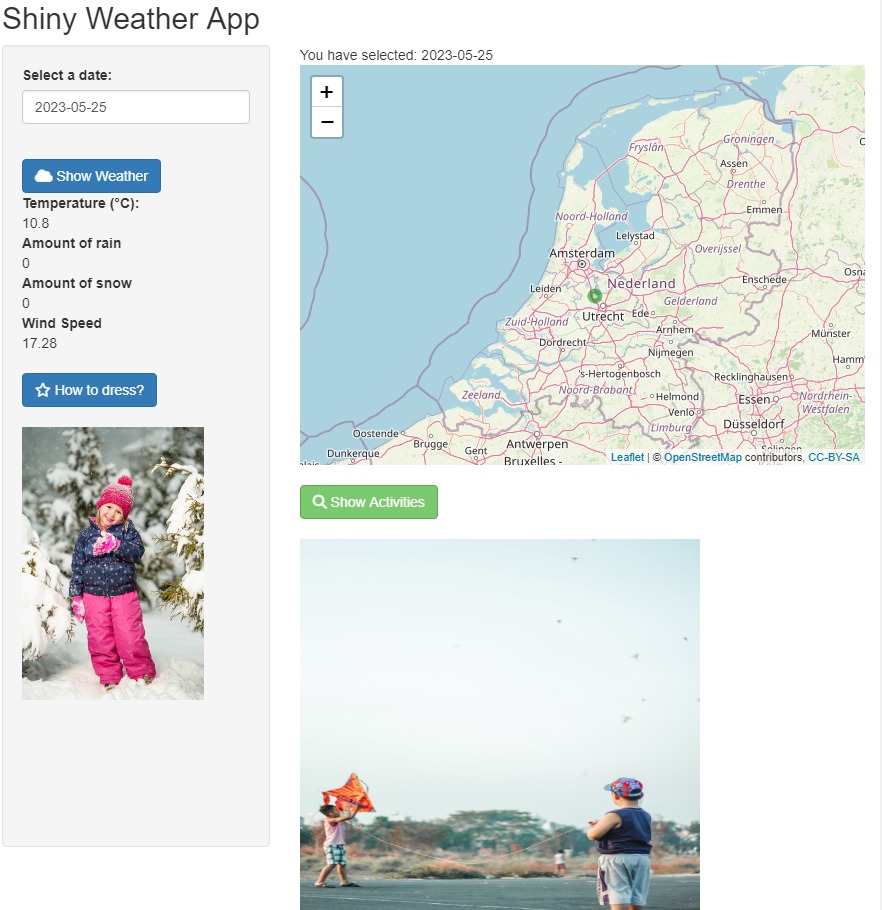 Shiny Weather App
Select a date:
2023-05-25
Show Weather
Temperature (°C):
10.8
Amount of rain
0
Amount of snow
0
Wind Speed
17.28
How to dress?
You have selected: 2023-05-25
+
−
Groningen
Fryslân
Assen
Drenthe
Emmen
Noord-Holland
Lelystad
Overijssel
Amsterdam
Enschede
Leiden
Nederland
Gelderland
Utrecht
Ede
Zuid-Holland
Arnhem
Dordrecht
Münster
Nijmegen
's-Hertogenbosch
Hamm
Recklinghausen
Noord-Brabant
Zeeland
Helmond
Essen
Nordrhein-
Westfalen
Venlo
Limburg
Düsseldorf
Oostende
Brugge
Gent
Antwerpen
Dunkerque
Bruxelles -
Solingen
Leaflet | © OpenStreetMap contributors, CC-BY-SA
Show Activities